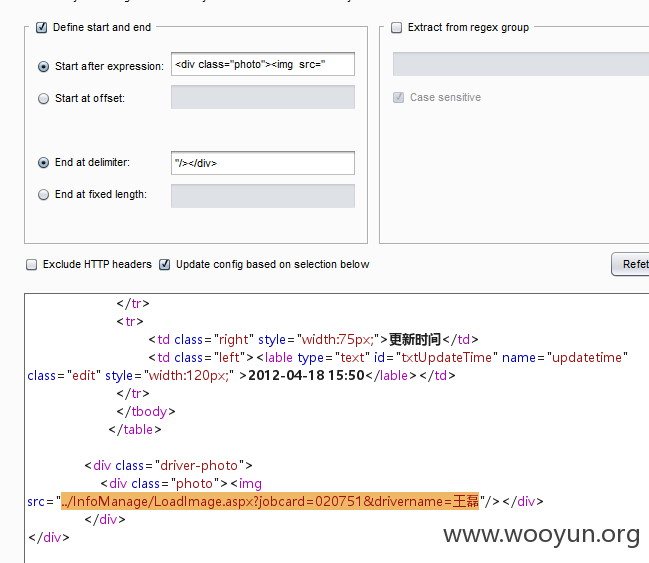 Define start and end
Extract from regex group
Start after expression:
<div class="photo"><img  src="
Start at offset:
Case sensitive
End at delimiter:
"/></div>
End at fixed length:
Exclude HTTP headers
Update config based on selection below
Refet
</tr>
<tr>
<td class="right" style="width:75px;">更新时间</td>
<td class="left"><lable type="text" id="txtUpdateTime" name="updatetime"
class="edit" style="width:120px;" >2012-04-18 15:50</lable></td>
</tr>
</tbody>
</table>
<div class="driver-photo">
<div class="photo"><img
src="../InfoManage/LoadImage.aspx?jobcard=020751&drivername=王磊"/></div>
</div>
</div>
www.wooyun.org